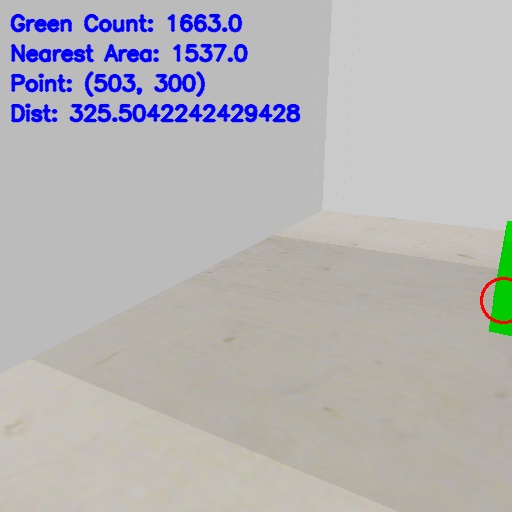 Green Count: 1663.0
Nearest Area: 1537.0
Point: (503, 300)
Dist: 325.5042242429428